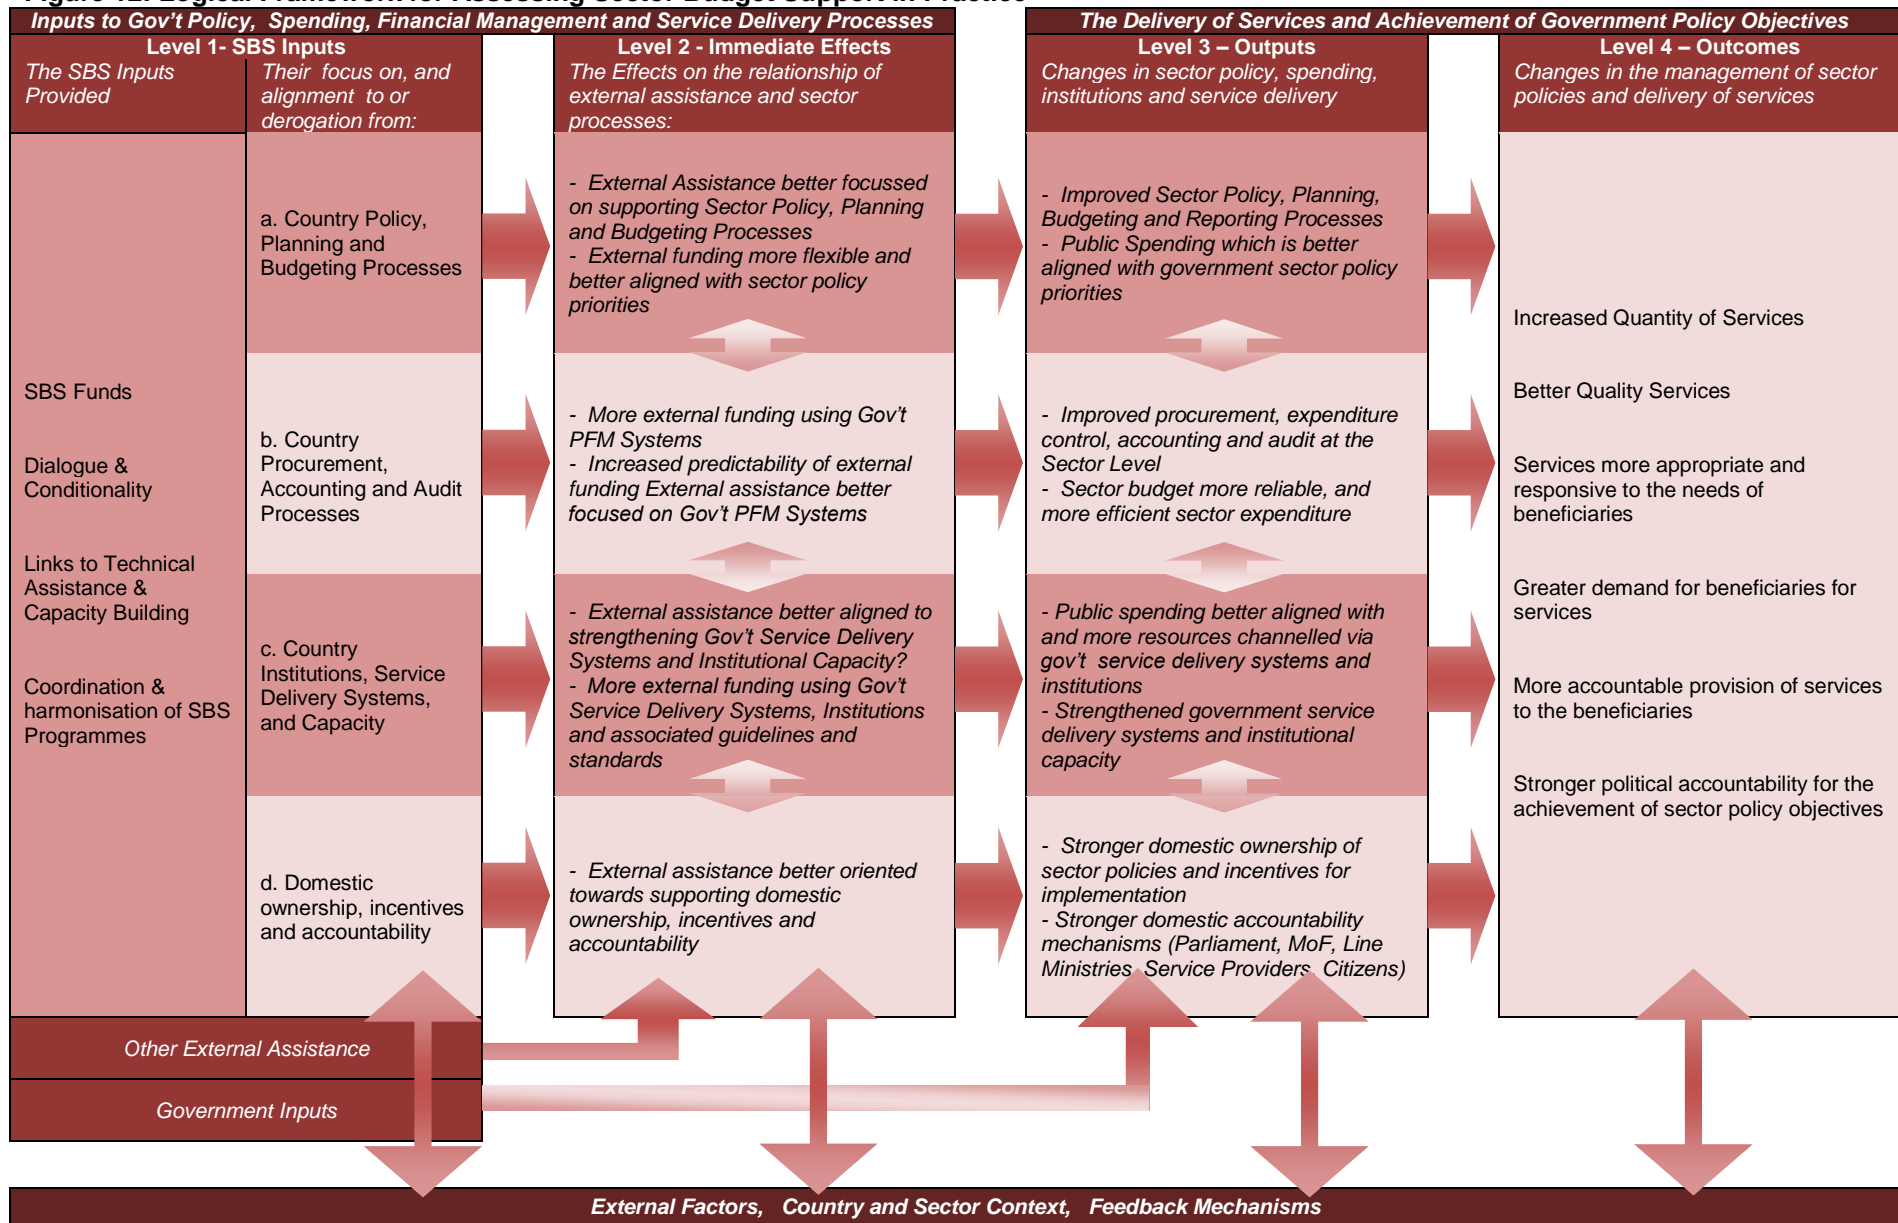 Figure 12: Logical Framework for Assessing Sector Budget Support in Practice
Inputs to Gov't Policy, Spending, Financial Management and Service Delivery Processes
The Delivery of Services and Achievement of Government Policy Objectives
Level 1- SBS Inputs
The SBS Inputs
Provided
Their focus on, and
alignment to or
derogation from:
Level 2 - Immediate Effects
The Effects on the relationship of
external assistance and sector
processes:
Level 3 – Outputs
Changes in sector policy, spending,
institutions and service delivery
Level 4 – Outcomes
Changes in the management of sector
policies and delivery of services
SBS Funds
Dialogue &
Conditionality
Links to Technical
Assistance &
Capacity Building
Coordination &
harmonisation of SBS
Programmes
a. Country Policy,
Planning and
Budgeting Processes
- External Assistance better focussed
on supporting Sector Policy, Planning
and Budgeting Processes
- External funding more flexible and
better aligned with sector policy
priorities
- Improved Sector Policy, Planning,
Budgeting and Reporting Processes
- Public Spending which is better
aligned with government sector policy
priorities
b. Country
Procurement,
Accounting and Audit
Processes
- More external funding using Gov't
PFM Systems
- Increased predictability of external
funding External assistance better
focused on Gov't PFM Systems
- Improved procurement, expenditure
control, accounting and audit at the
Sector Level
- Sector budget more reliable, and
more efficient sector expenditure
c. Country
Institutions, Service
Delivery Systems,
and Capacity
- External assistance better aligned to
strengthening Gov't Service Delivery
Systems and Institutional Capacity?
- More external funding using Gov't
Service Delivery Systems, Institutions
and associated guidelines and
standards
- Public spending better aligned with
and more resources channelled via
gov't service delivery systems and
institutions
- Strengthened government service
delivery systems and institutional
capacity
d. Domestic
ownership, incentives
and accountability
- External assistance better oriented
towards supporting domestic
ownership, incentives and
accountability
- Stronger domestic ownership of
sector policies and incentives for
implementation
- Stronger domestic accountability
mechanisms (Parliament, MoF, Line
Ministries, Service Providers, Citizens)
Increased Quantity of Services
Better Quality Services
Services more appropriate and
responsive to the needs of
beneficiaries
Greater demand for beneficiaries for
services
More accountable provision of services
to the beneficiaries
Stronger political accountability for the
achievement of sector policy objectives
Other External Assistance
Government Inputs
External Factors, Country and Sector Context, Feedback Mechanisms